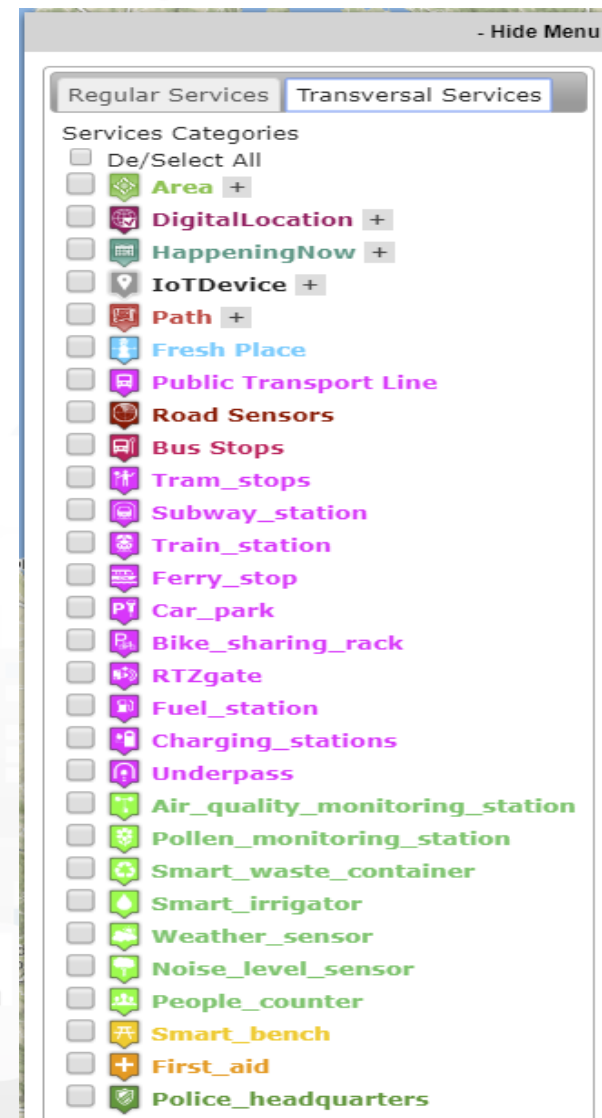 - Hide Menu
Regular Services Transversal Services
Services Categories
De/Select All
Area +
DigitalLocation +
HappeningNow +
IoTDevice +
Path +
Fresh Place
Public Transport Line
Road Sensors
Bus Stops
Tram_stops
Subway_station
Train_station
Ferry_stop
Car_park
Bike_sharing_rack
RTZgate
Fuel_station
Charging_stations
Underpass
Air_quality_monitoring_station
Pollen_monitoring_station
Smart_waste_container
Smart_irrigator
Weather_sensor
Noise_level_sensor
People_counter
Smart_bench
First_aid
Police_headquarters